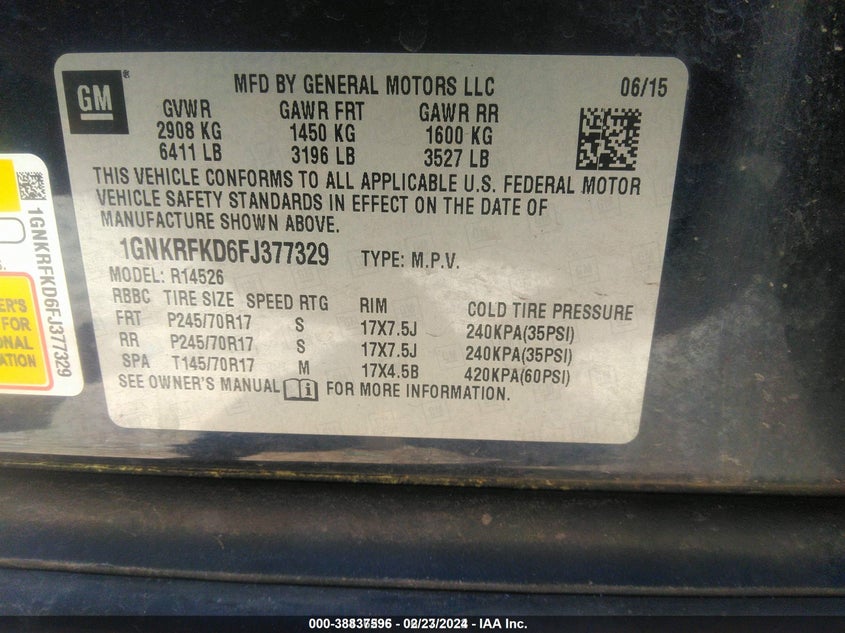 GM
MFD BY GENERAL MOTORS LLC 06/15
GVWR GAWR FRT GAWR RR
2908 KG 1450 KG 1600 KG
6411 LB 3196 LB 3527 LB
THIS VEHICLE CONFORMS TO ALL APPLICABLE U.S. FEDERAL MOTOR
VEHICLE SAFETY STANDARDS IN EFFECT ON THE DATE OF
MANUFACTURE SHOWN ABOVE.
1GNKRFKD6FJ377329 TYPE: M.P.V.
MODEL: R14526
RBBC TIRE SIZE SPEED RTG RIM COLD TIRE PRESSURE
FRT P245/70R17 S 17X7.5J 240KPA(35PSI)
RR P245/70R17 S 17X7.5J 240KPA(35PSI)
SPA T145/70R17 M 17X4.5B 420KPA(60PSI)
SEE OWNER'S MANUAL FOR MORE INFORMATION.
1GNKRFKD6FJ377329
ER'S
FOR
ONAL
ATION
- IAA Inc.